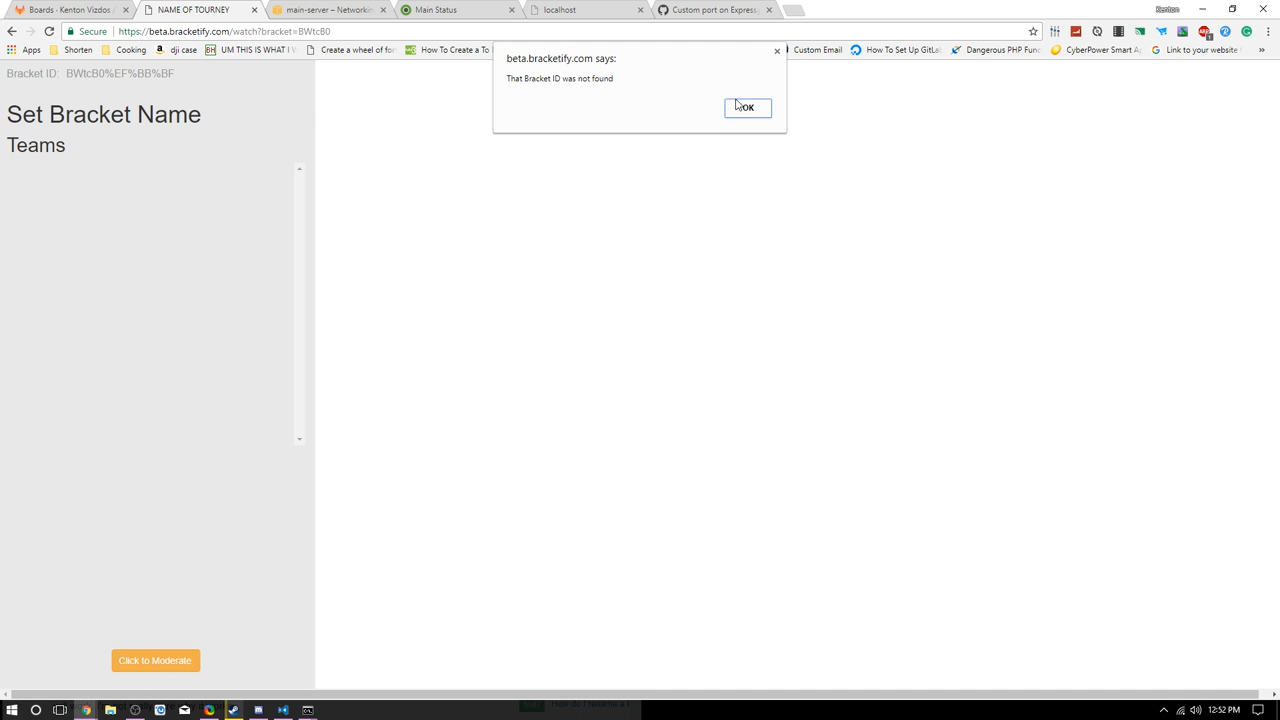 Boards · Kenton Vizdos / NAME OF TOURNEY main-server – Networkin Main Status localhost Custom port on Express Kenton
Secure https://beta.bracketify.com/watch?bracket=BWtcB0
Apps Shorten Cooking dji case UM THIS IS WHAT I W Create a wheel of for How To Create a To Custom Email How To Set Up GitLa Dangerous PHP Func CyberPower Smart A Link to your website »
beta.bracketify.com says:
That Bracket ID was not found
OK
Bracket ID: BWtcB0%EF%BB%BF
Set Bracket Name
Teams
Click to Moderate
12:52 PM